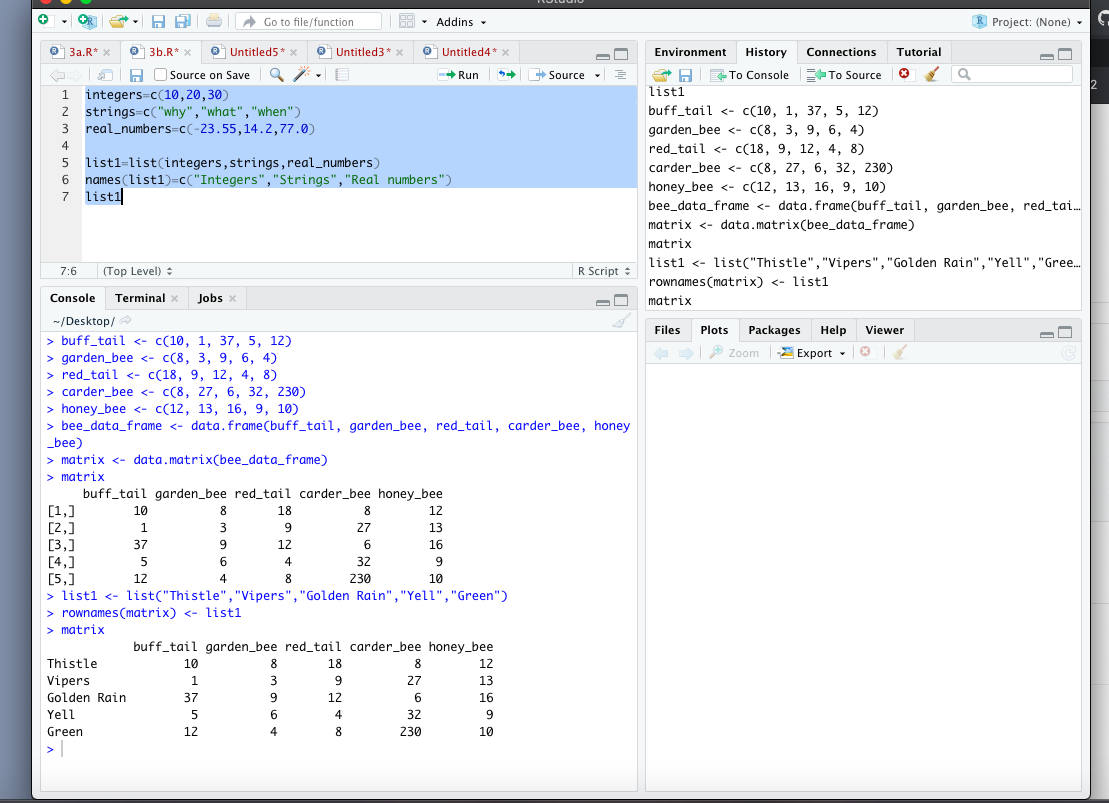 RStudio
Go to file/function
Addins
Project: (None)
3a.R*
3b.R*
Untitled5*
Untitled3*
Untitled4*
Source on Save
Run
Source
1 integers=c(10,20,30)
2 strings=c("why","what","when")
3 real_numbers=c(-23.55,14.2,77.0)
4
5 list1=list(integers,strings,real_numbers)
6 names(list1)=c("Integers","Strings","Real numbers")
7 list1
7:6
(Top Level)
R Script
Console
Terminal
Jobs
~/Desktop/
> buff_tail <- c(10, 1, 37, 5, 12)
> garden_bee <- c(8, 3, 9, 6, 4)
> red_tail <- c(18, 9, 12, 4, 8)
> carder_bee <- c(8, 27, 6, 32, 230)
> honey_bee <- c(12, 13, 16, 9, 10)
> bee_data_frame <- data.frame(buff_tail, garden_bee, red_tail, carder_bee, honey
_bee)
> matrix <- data.matrix(bee_data_frame)
> matrix
buff_tail garden_bee red_tail carder_bee honey_bee
[1,] 10 8 18 8 12
[2,] 1 3 9 27 13
[3,] 37 9 12 6 16
[4,] 5 6 4 32 9
[5,] 12 4 8 230 10
> list1 <- list("Thistle","Vipers","Golden Rain","Yell","Green")
> rownames(matrix) <- list1
> matrix
buff_tail garden_bee red_tail carder_bee honey_bee
Thistle 10 8 18 8 12
Vipers 1 3 9 27 13
Golden Rain 37 9 12 6 16
Yell 5 6 4 32 9
Green 12 4 8 230 10
>
Environment
History
Connections
Tutorial
To Console
To Source
list1
buff_tail <- c(10, 1, 37, 5, 12)
garden_bee <- c(8, 3, 9, 6, 4)
red_tail <- c(18, 9, 12, 4, 8)
carder_bee <- c(8, 27, 6, 32, 230)
honey_bee <- c(12, 13, 16, 9, 10)
bee_data_frame <- data.frame(buff_tail, garden_bee, red_tai…
matrix <- data.matrix(bee_data_frame)
matrix
list1 <- list("Thistle","Vipers","Golden Rain","Yell","Gree…
rownames(matrix) <- list1
matrix
Files
Plots
Packages
Help
Viewer
Zoom
Export
2